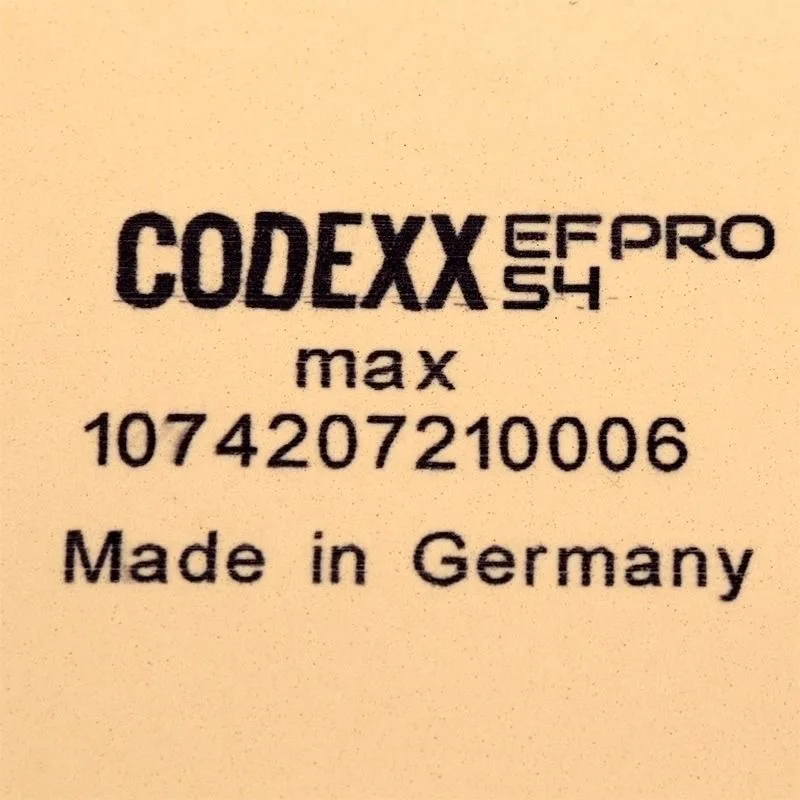 CODEXX EF PRO 54
max
1074207210006
Made in Germany